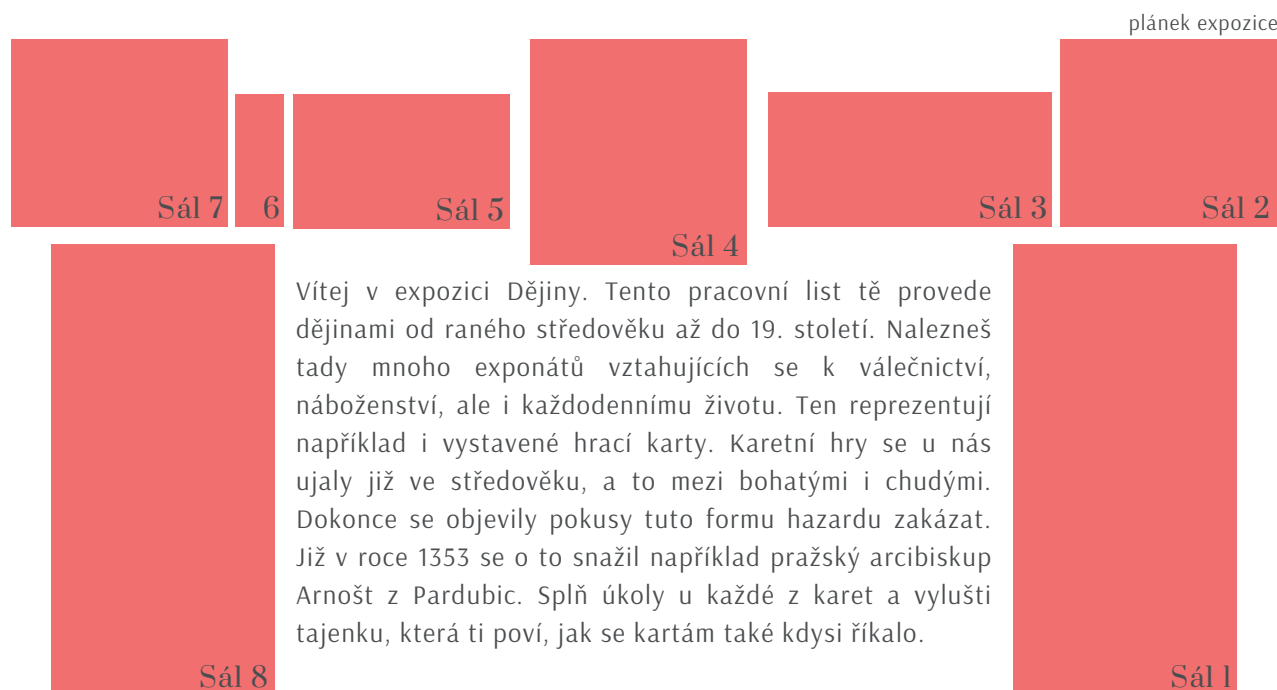 plánek expozice
Sál 7
6
Sál 5
Sál 4
Sál 3
Sál 2
Vítej v expozici Dějiny. Tento pracovní list tě provede
dějinami od raného středověku až do 19. století. Nalezneš
tady mnoho exponátů vztahujících se k válečnictví,
náboženství, ale i každodennímu životu. Ten reprezentují
například i vystavené hrací karty. Karetní hry se u nás
ujaly již ve středověku, a to mezi bohatými i chudými.
Dokonce se objevily pokusy tuto formu hazardu zakázat.
Již v roce 1353 se o to snažil například pražský arcibiskup
Arnošt z Pardubic. Splň úkoly u každé z karet a vylušti
tajenku, která ti poví, jak se kartám také kdysi říkalo.
Sál 8
Sál 1